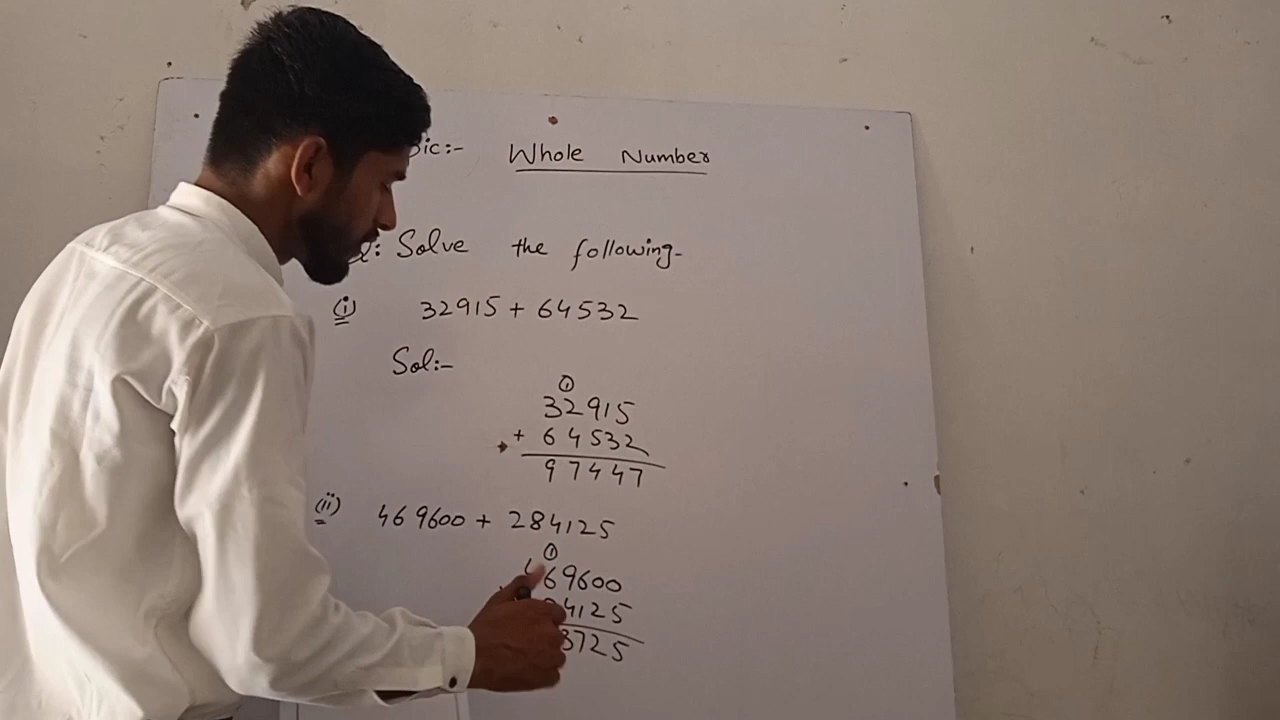 Whole Number
Solve the following-
(i) 32915 + 64532
Sol:-
①
32915
+ 64532
97447
(ii) 469600 + 284125
①
69600
4125
3725